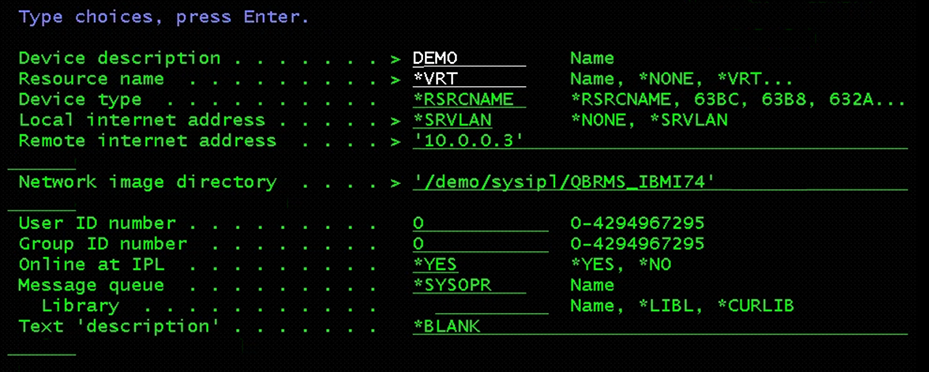 Type choices, press Enter.
Device description . . . . . . . > DEMO Name
Resource name . . . . . . . . . > *VRT Name, *NONE, *VRT...
Device type . . . . . . . . . . *RSRCNAME *RSRCNAME, 63BC, 63B8, 632A...
Local internet address . . . . . > *SRVLAN *NONE, *SRVLAN
Remote internet address . . . . > '10.0.0.3'
Network image directory . . . . > '/demo/sysipl/QBRMS_IBMI74'
User ID number . . . . . . . . . 0 0-4294967295
Group ID number . . . . . . . . 0 0-4294967295
Online at IPL . . . . . . . . . *YES *YES, *NO
Message queue . . . . . . . . . *SYSOPR Name
Library . . . . . . . . . . Name, *LIBL, *CURLIB
Text 'description' . . . . . . . *BLANK